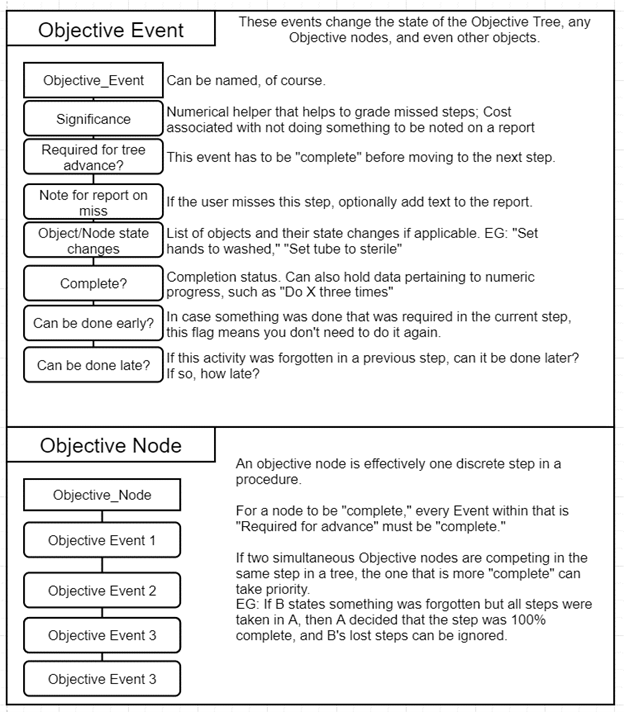 Objective Event
These events change the state of the Objective Tree, any
Objective nodes, and even other objects.
Objective_Event
Can be named, of course.
Significance
Numerical helper that helps to grade missed steps; Cost
associated with not doing something to be noted on a report
Required for tree
advance?
This event has to be "complete" before moving to the next step.
Note for report on
miss
If the user misses this step, optionally add text to the report.
Object/Node state
changes
List of objects and their state changes if applicable. EG: "Set
hands to washed," "Set tube to sterile"
Complete?
Completion status. Can also hold data pertaining to numeric
progress, such as "Do X three times"
Can be done early?
In case something was done that was required in the current step,
this flag means you don't need to do it again.
Can be done late?
If this activity was forgotten in a previous step, can it be done later?
If so, how late?
Objective Node
Objective_Node
Objective Event 1
Objective Event 2
Objective Event 3
Objective Event 3
An objective node is effectively one discrete step in a
procedure.
For a node to be "complete," every Event within that is
"Required for advance" must be "complete."
If two simultaneous Objective nodes are competing in the
same step in a tree, the one that is more "complete" can
take priority.
EG: If B states something was forgotten but all steps were
taken in A, then A decided that the step was 100%
complete, and B's lost steps can be ignored.